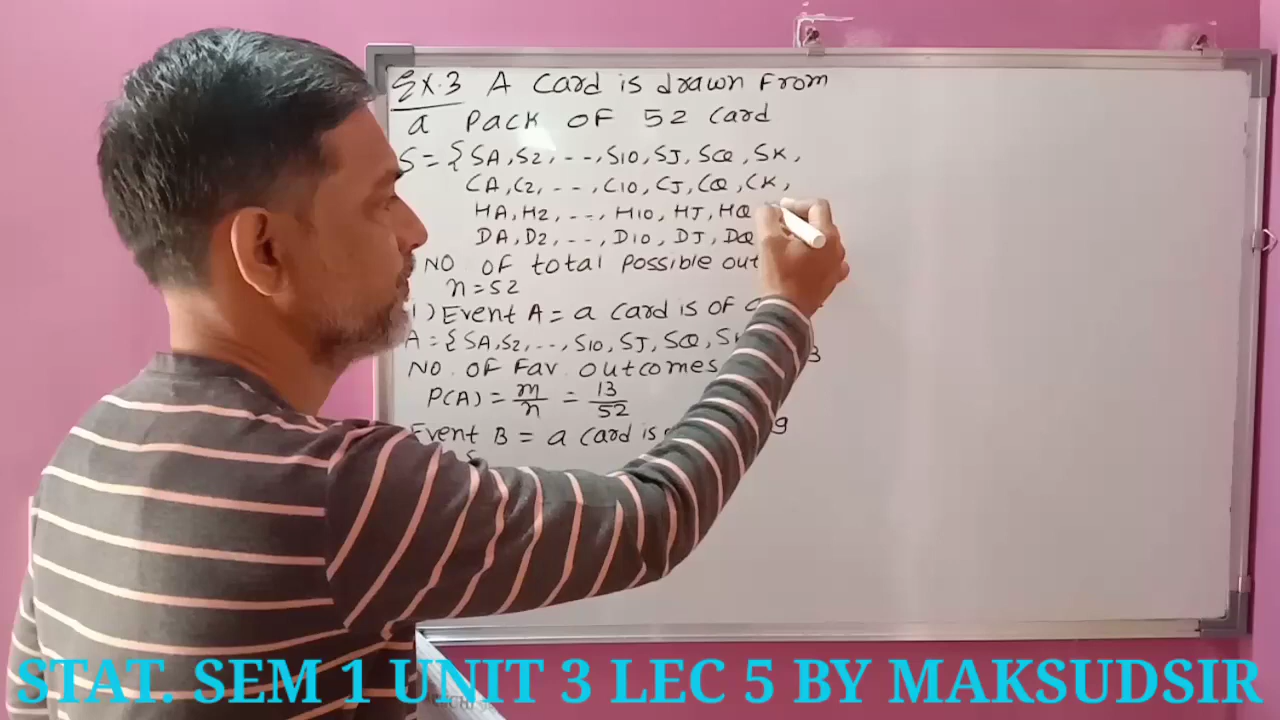 Ex.3 A Card is drawn From
a Pack OF 52 Card
S = { SA, S2, ---, S10, SJ, SQ, SK,
CA, C2, ---, C10, CJ, CQ, CK,
HA, H2, ---, H10, HJ, HQ
DA, D2, ---, D10, DJ, DQ
NO. OF total Possible
n = 52
1) Event A = a Card is OF
A = { SA, S2, ---, S10, SJ, SQ,
NO. OF Fav. outcomes
P(A) = m/n = 13/52
Event B = a Card is
STAT. SEM 1 UNIT 3 LEC 5 BY MAKSUDSIR